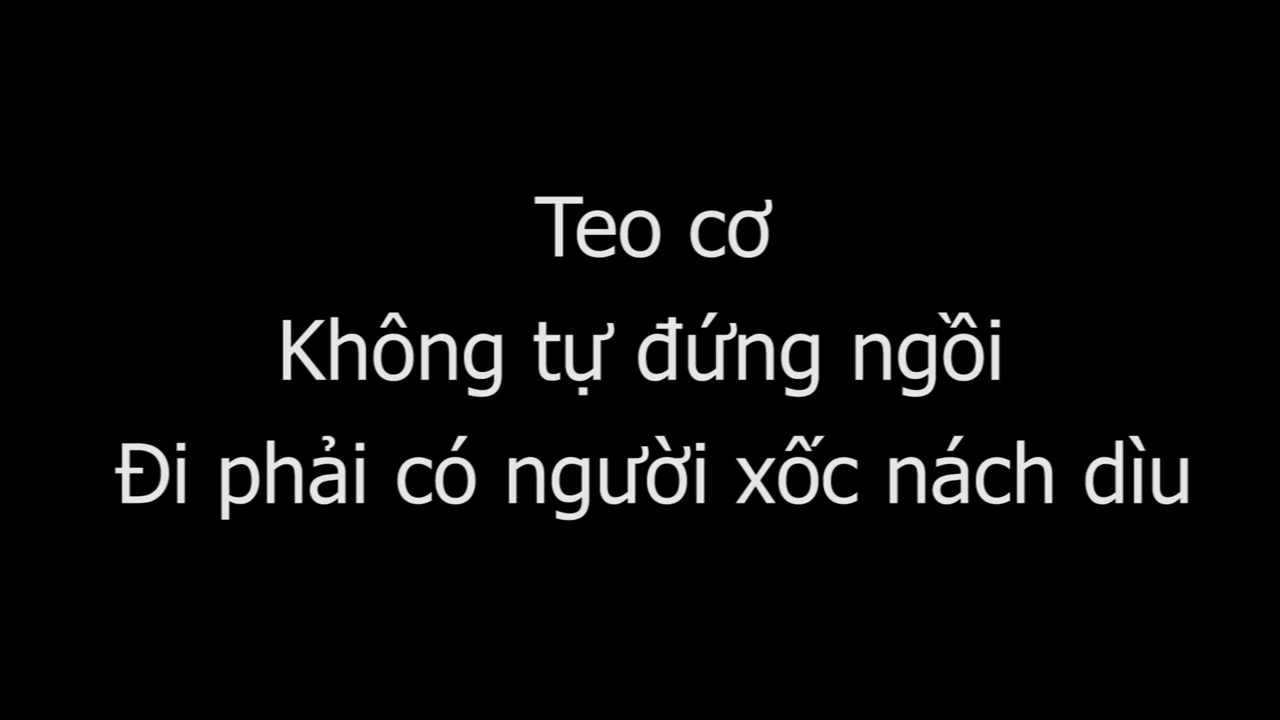 Teo cơ
Không tự đứng ngồi
Đi phải có người xốc nách dìu